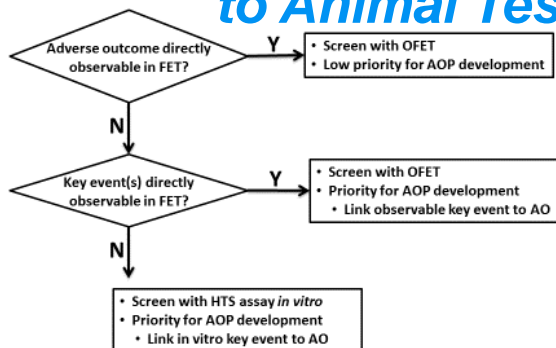 to Animal Tes
Adverse outcome directly
observable in FET?
Y
• Screen with OFET
• Low priority for AOP development
N
Key event(s) directly
observable in FET?
Y
• Screen with OFET
• Priority for AOP development
• Link observable key event to AO
N
• Screen with HTS assay in vitro
• Priority for AOP development
• Link in vitro key event to AO